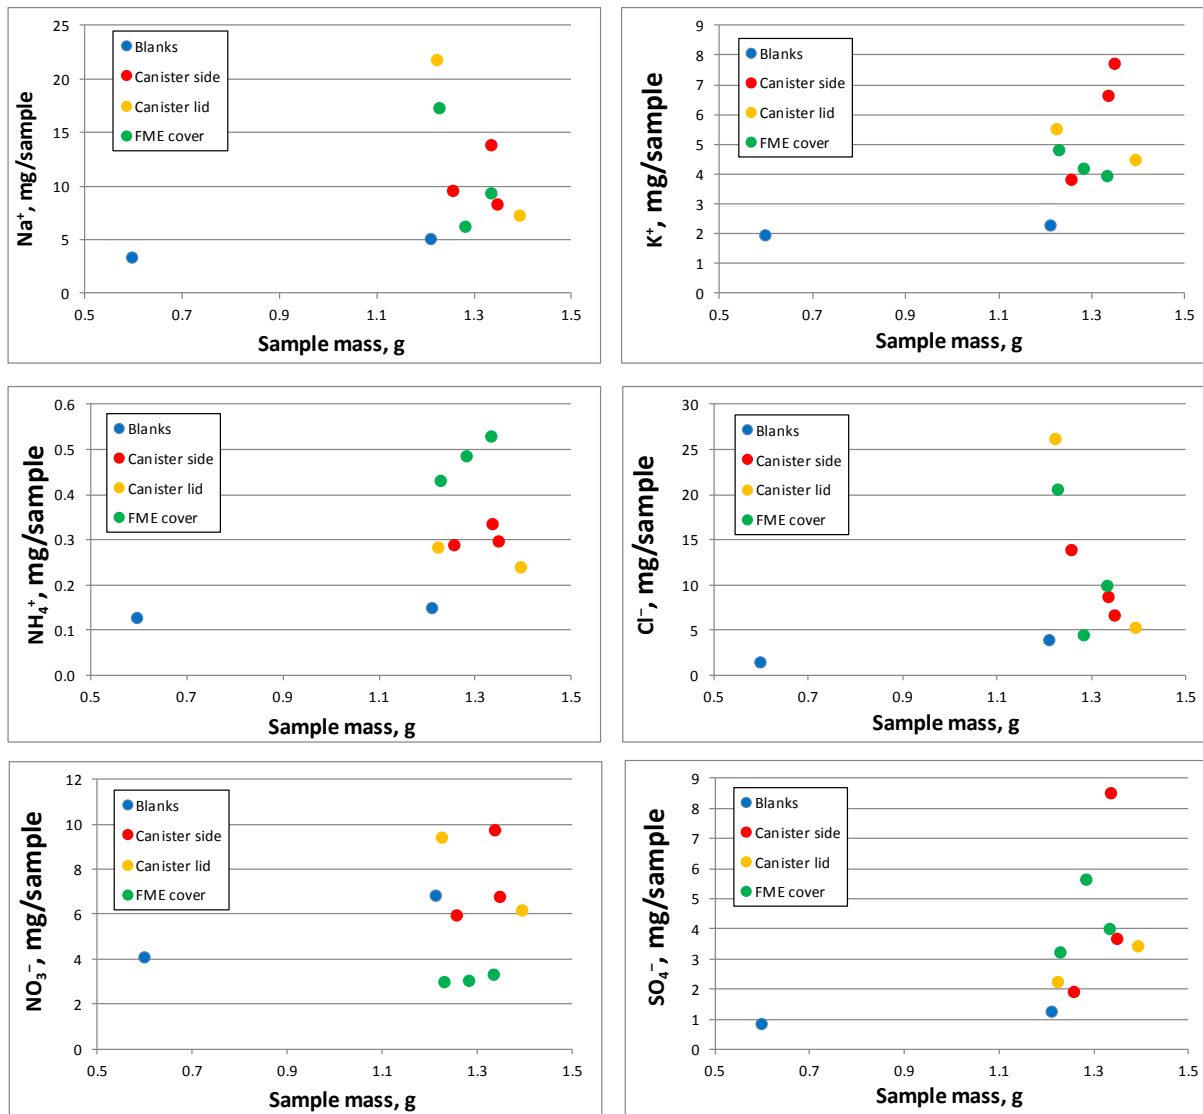 25
20
15
10
5
0
Na⁺, mg/sample
Blanks
Canister side
Canister lid
FME cover
0.5 0.7 0.9 1.1 1.3 1.5
Sample mass, g
9
8
7
6
5
4
3
2
1
0
K⁺, mg/sample
Blanks
Canister side
Canister lid
FME cover
0.5 0.7 0.9 1.1 1.3 1.5
Sample mass, g
0.6
0.5
0.4
0.3
0.2
0.1
0.0
NH₄⁺, mg/sample
Blanks
Canister side
Canister lid
FME cover
0.5 0.7 0.9 1.1 1.3 1.5
Sample mass, g
30
25
20
15
10
5
0
Cl⁻, mg/sample
Blanks
Canister side
Canister lid
FME cover
0.5 0.7 0.9 1.1 1.3 1.5
Sample mass, g
12
10
8
6
4
2
0
NO₃⁻, mg/sample
Blanks
Canister side
Canister lid
FME cover
0.5 0.7 0.9 1.1 1.3 1.5
Sample mass, g
9
8
7
6
5
4
3
2
1
0
SO₄⁻, mg/sample
Blanks
Canister side
Canister lid
FME cover
0.5 0.7 0.9 1.1 1.3 1.5
Sample mass, g